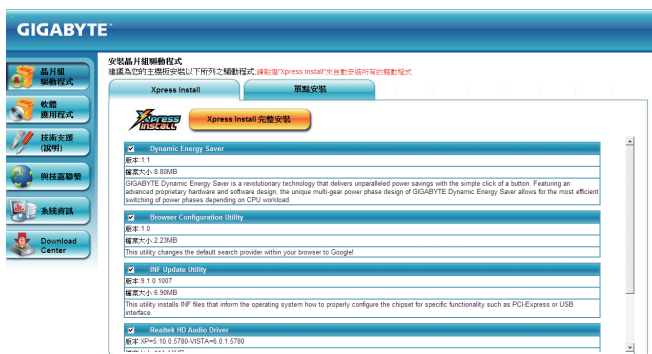 GIGABYTE™
安裝晶片組驅動程式
建議為您的主機板安裝以下所列之驅動程式,請點擊"Xpress Install"來自動安裝所有的驅動程式
晶片組
驅動程式
軟體
應用程式
技術支援
(說明)
與技嘉聯繫
系統資訊
Download
Center
Xpress Install
單點安裝
Xpress Install
Xpress Install 完整安裝
Dynamic Energy Saver
版本:1.1
檔案大小:8.80MB
GIGABYTE Dynamic Energy Saver is a revolutionary technology that delivers unparalleled power savings with the simple click of a button. Featuring an
advanced proprietary hardware and software design, the unique multi-gear power phase design of GIGABYTE Dynamic Energy Saver allows for the most efficient
switching of power phases depending on CPU workload.
Browser Configuration Utility
版本:1.0
檔案大小:2.23MB
This utility changes the default search provider within your browser to Google!
INF Update Utility
版本:9.1.0.1007
檔案大小:6.90MB
This utility installs INF files that inform the operating system how to properly configure the chipset for specific functionality such as PCI-Express or USB
interface.
Realtek HD Audio Driver
版本:XP=5.10.0.5780-VISTA=6.0.1.5780